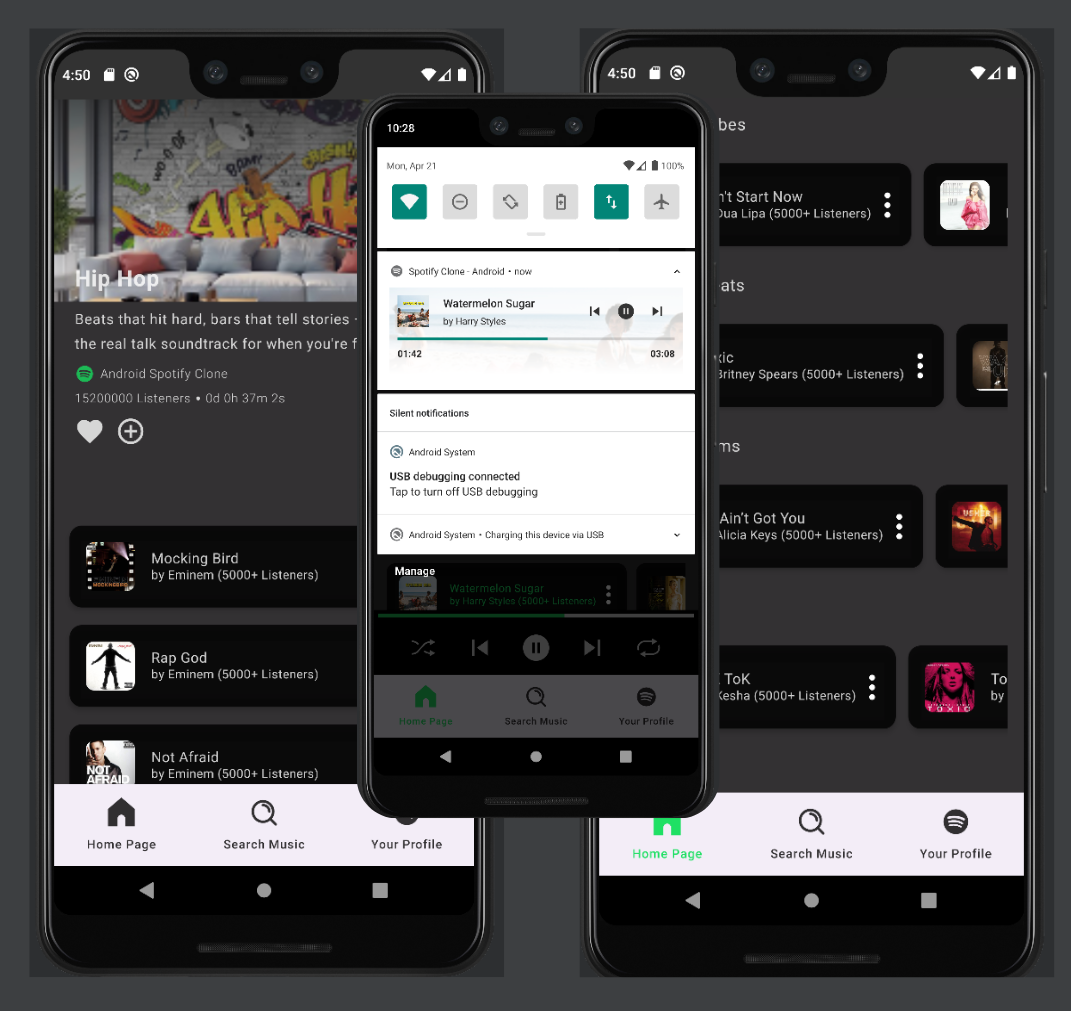 4:50
Hip Hop
Beats that hit hard, bars that tell stories -
the real talk soundtrack for when you're f
Android Spotify Clone
15200000 Listeners • 0d 0h 37m 2s
Mocking Bird
by Eminem (5000+ Listeners)
Rap God
by Eminem (5000+ Listeners)
NOT
AFRAID
Not Afraid
by Eminem (5000+ Listeners)
Home Page
Search Music
Your Profile
10:28
Mon, Apr 21
100%
Spotify Clone - Android • now
Watermelon Sugar
by Harry Styles
01:42
03:08
Silent notifications
Android System
USB debugging connected
Tap to turn off USB debugging
Android System • Charging this device via USB
Manage
Watermelon Sugar
by Harry Styles (5000+ Listeners)
Home Page
Search Music
Your Profile
4:50
bes
n't Start Now
Dua Lipa (5000+ Listeners)
eats
xic
Britney Spears (5000+ Listeners)
ms
Ain't Got You
Alicia Keys (5000+ Listeners)
USHER
ToK
Kesha (5000+ Listeners)
TOXIC
To
by
Home Page
Search Music
Your Profile